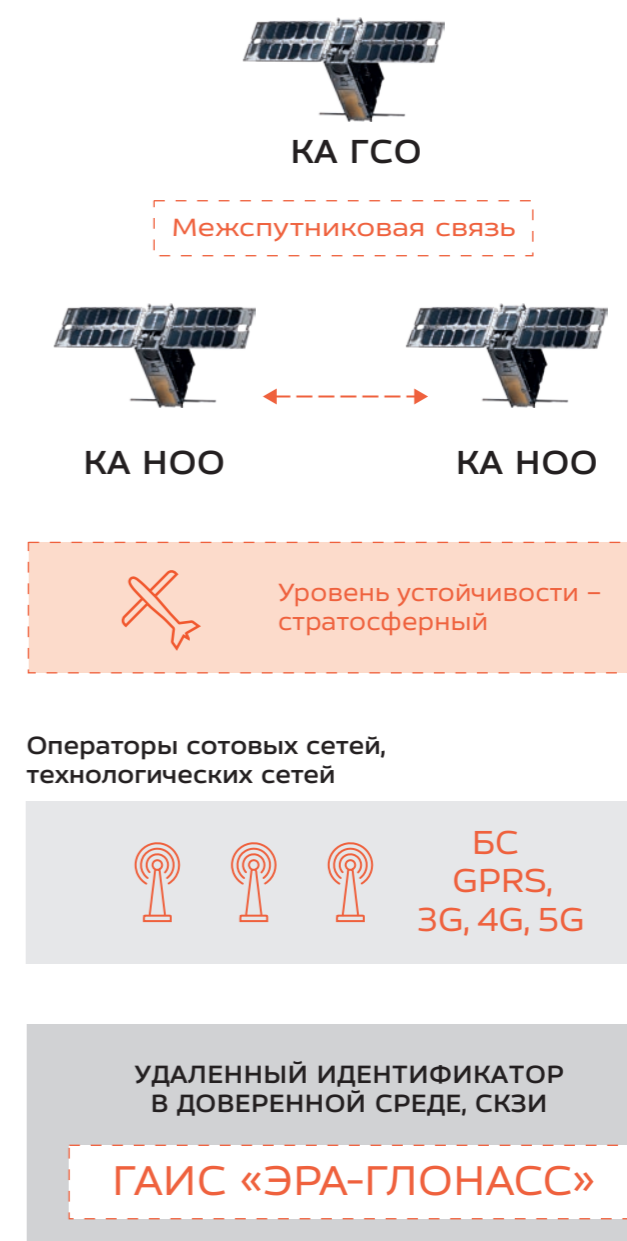 КА ГСО
Межспутниковая связь
КА НОО
КА НОО
Уровень устойчивости –
стратосферный
Операторы сотовых сетей,
технологических сетей
БС
GPRS,
3G, 4G, 5G
УДАЛЕННЫЙ ИДЕНТИФИКАТОР
В ДОВЕРЕННОЙ СРЕДЕ, СКЗИ
ГАИС «ЭРА-ГЛОНАСС»